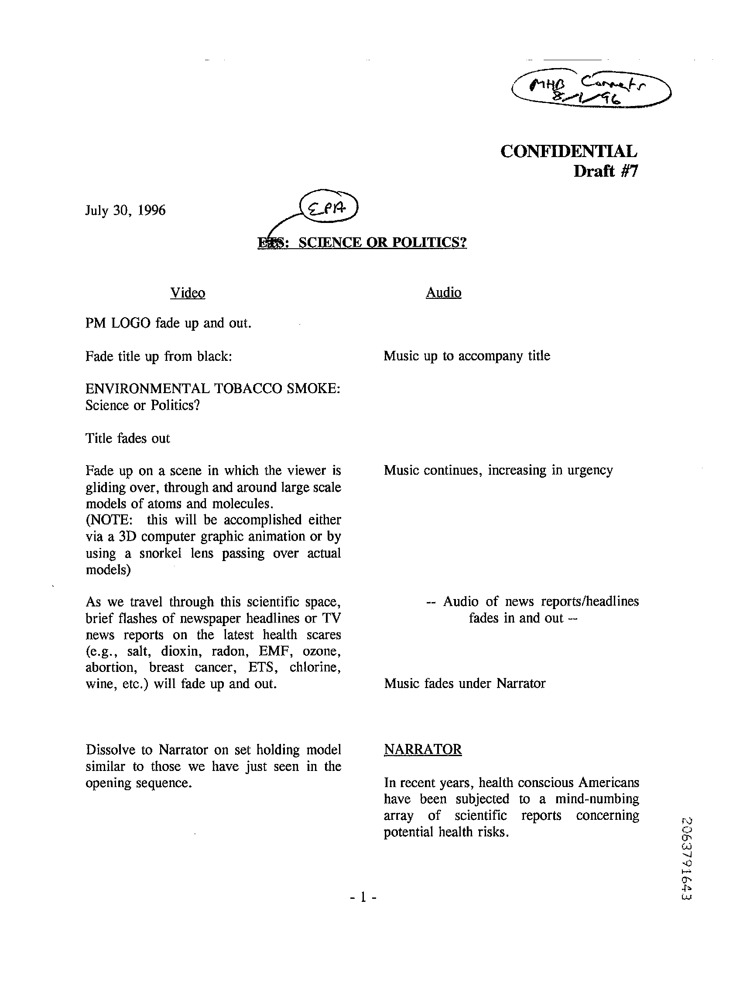 MHB Comments
8/1/96
CONFIDENTIAL
Draft #7
July 30, 1996
EPA
ETS: SCIENCE OR POLITICS?
Video
Audio
PM LOGO fade up and out.
Fade title up from black:
Music up to accompany title
ENVIRONMENTAL TOBACCO SMOKE:
Science or Politics?
Title fades out
Fade up on a scene in which the viewer is
gliding over, through and around large scale
models of atoms and molecules.
(NOTE: this will be accomplished either
via a 3D computer graphic animation or by
using a snorkel lens passing over actual
models)
Music continues, increasing in urgency
As we travel through this scientific space,
brief flashes of newspaper headlines or TV
news reports on the latest health scares
(e.g., salt, dioxin, radon, EMF, ozone,
abortion, breast cancer, ETS, chlorine,
wine, etc.) will fade up and out.
-- Audio of news reports/headlines
fades in and out --
Music fades under Narrator
Dissolve to Narrator on set holding model
similar to those we have just seen in the
opening sequence.
NARRATOR
In recent years, health conscious Americans
have been subjected to a mind-numbing
array of scientific reports concerning
potential health risks.
2063791643
- 1 -